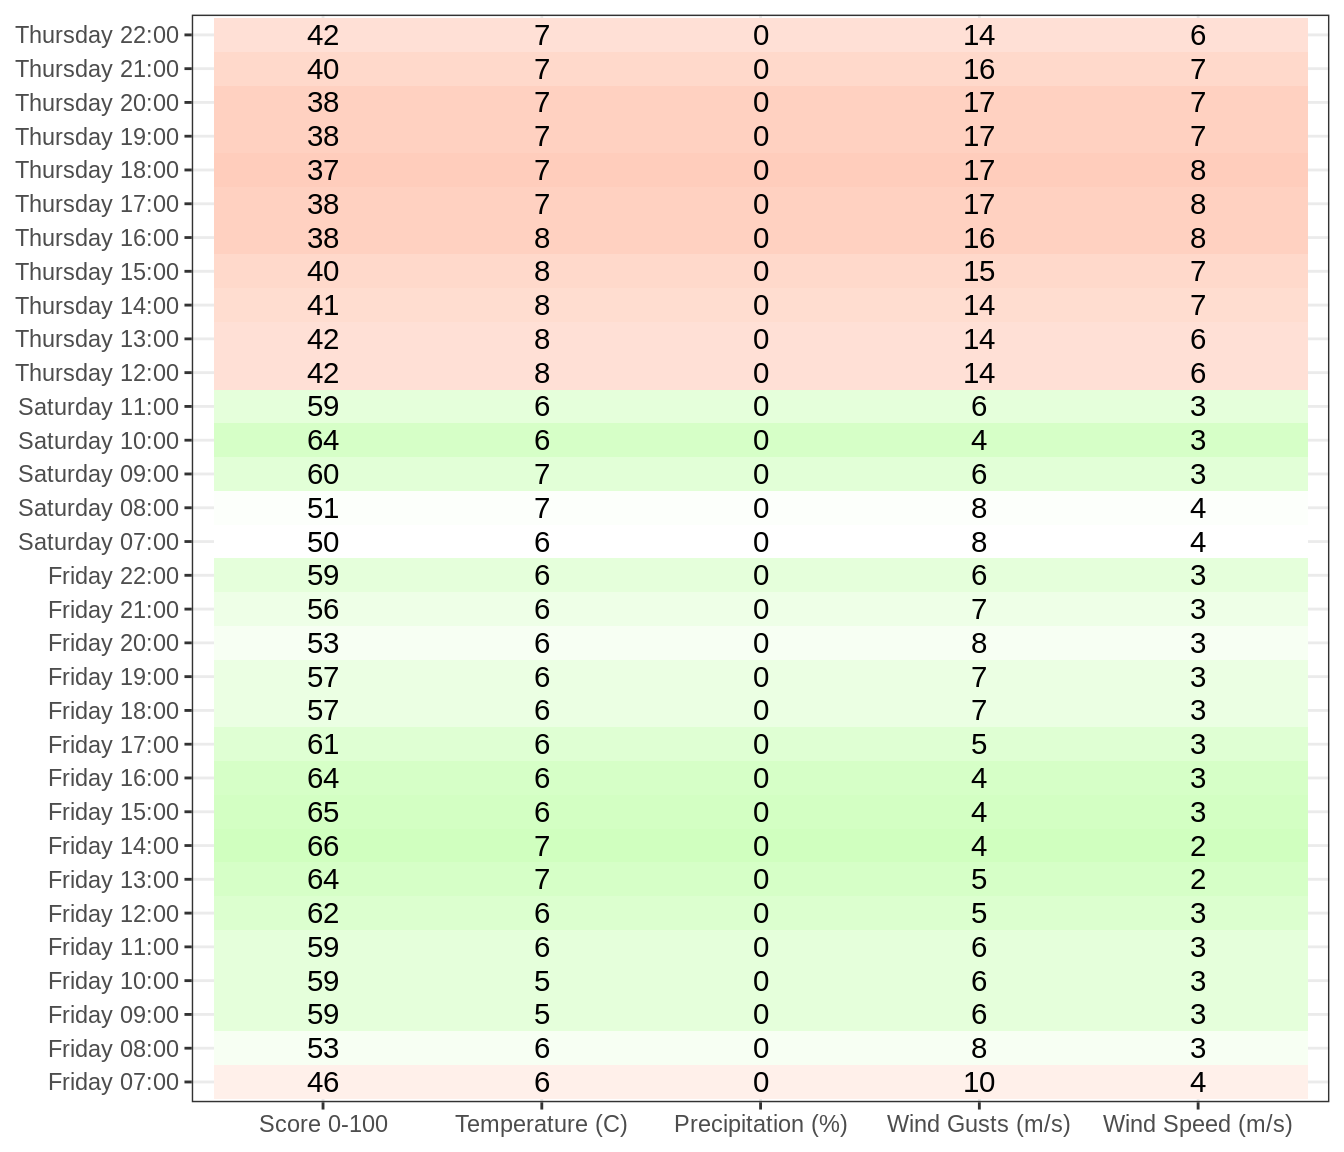 Thursday 22:00 42 7 0 14 6
Thursday 21:00 40 7 0 16 7
Thursday 20:00 38 7 0 17 7
Thursday 19:00 38 7 0 17 7
Thursday 18:00 37 7 0 17 8
Thursday 17:00 38 7 0 17 8
Thursday 16:00 38 8 0 16 8
Thursday 15:00 40 8 0 15 7
Thursday 14:00 41 8 0 14 7
Thursday 13:00 42 8 0 14 6
Thursday 12:00 42 8 0 14 6
Saturday 11:00 59 6 0 6 3
Saturday 10:00 64 6 0 4 3
Saturday 09:00 60 7 0 6 3
Saturday 08:00 51 7 0 8 4
Saturday 07:00 50 6 0 8 4
Friday 22:00 59 6 0 6 3
Friday 21:00 56 6 0 7 3
Friday 20:00 53 6 0 8 3
Friday 19:00 57 6 0 7 3
Friday 18:00 57 6 0 7 3
Friday 17:00 61 6 0 5 3
Friday 16:00 64 6 0 4 3
Friday 15:00 65 6 0 4 3
Friday 14:00 66 7 0 4 2
Friday 13:00 64 7 0 5 2
Friday 12:00 62 6 0 5 3
Friday 11:00 59 6 0 6 3
Friday 10:00 59 5 0 6 3
Friday 09:00 59 5 0 6 3
Friday 08:00 53 6 0 8 3
Friday 07:00 46 6 0 10 4
Score 0-100 Temperature (C) Precipitation (%) Wind Gusts (m/s) Wind Speed (m/s)